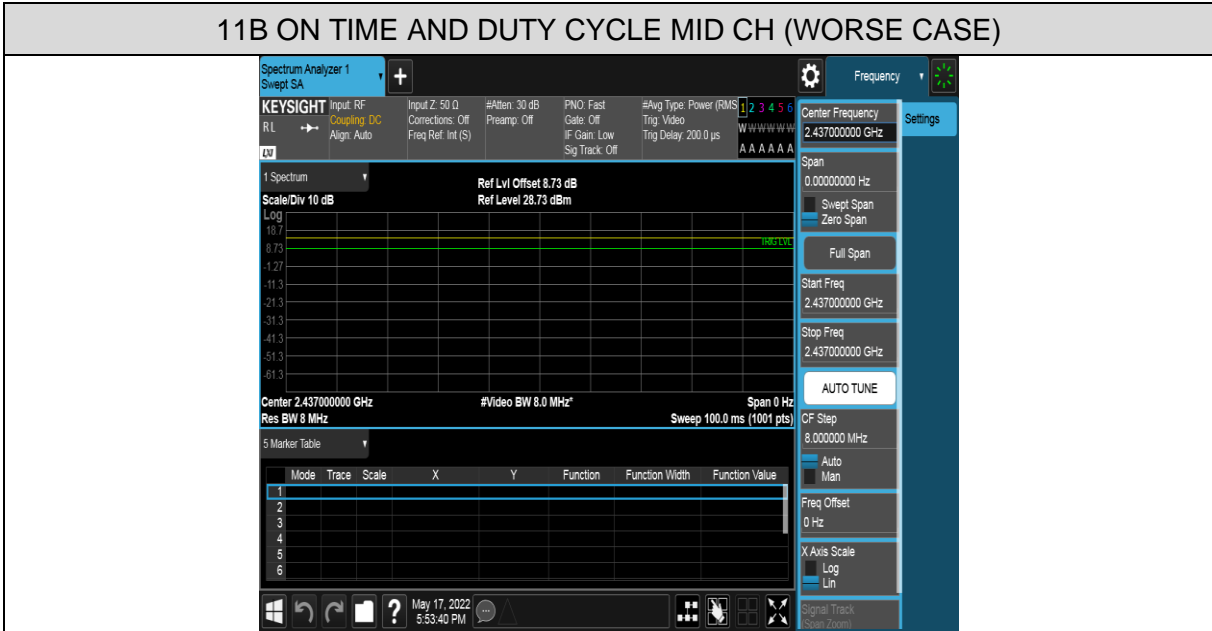 11B ON TIME AND DUTY CYCLE MID CH (WORSE CASE)
Spectrum Analyzer 1
Swept SA
+
Frequency
KEYSIGHT
RL
LXI
Input: RF
Coupling: DC
Align: Auto
Input Z: 50 Ω
Corrections: Off
Freq Ref: Int (S)
#Atten: 30 dB
Preamp: Off
PNO: Fast
Gate: Off
IF Gain: Low
Sig Track: Off
#Avg Type: Power (RMS
Trig: Video
Trig Delay: 200.0 µs
1 2 3 4 5 6
W W W W W W
A A A A A A
Center Frequency
2.437000000 GHz
Settings
Span
0.00000000 Hz
Swept Span
Zero Span
Full Span
Start Freq
2.437000000 GHz
Stop Freq
2.437000000 GHz
AUTO TUNE
CF Step
8.000000 MHz
Auto
Man
Freq Offset
0 Hz
X Axis Scale
Log
Lin
Signal Track
(Span Zoom)
1 Spectrum
Scale/Div 10 dB
Ref Lvl Offset 8.73 dB
Ref Level 28.73 dBm
Log
18.7
8.73
-1.27
-11.3
-21.3
-31.3
-41.3
-51.3
-61.3
TRIG LVL
Center 2.437000000 GHz
Res BW 8 MHz
#Video BW 8.0 MHz*
Span 0 Hz
Sweep 100.0 ms (1001 pts)
5 Marker Table
Mode Trace Scale X Y Function Function Width Function Value
1
2
3
4
5
6
?
May 17, 2022
5:53:40 PM